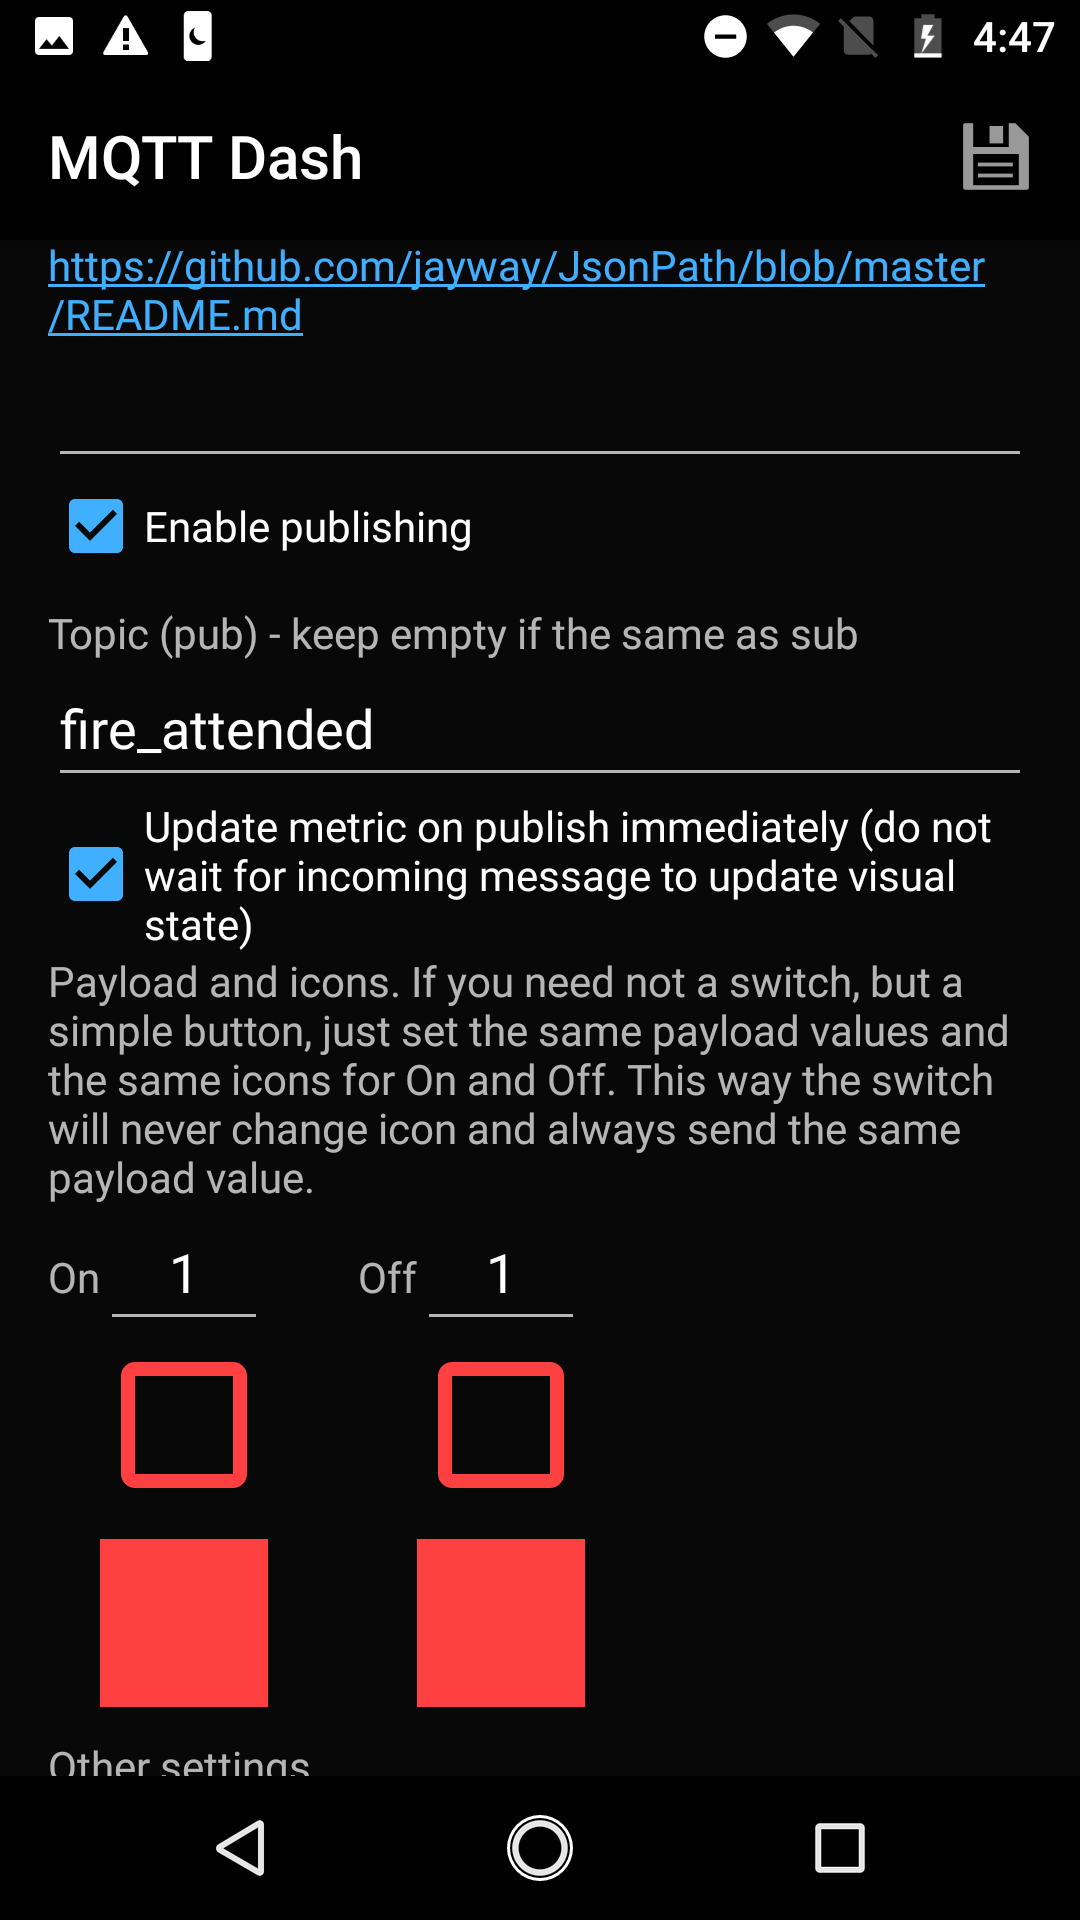 4:47
MQTT Dash
https://github.com/jayway/JsonPath/blob/master
/README.md
Enable publishing
Topic (pub) - keep empty if the same as sub
fire_attended
Update metric on publish immediately (do not
wait for incoming message to update visual
state)
Payload and icons. If you need not a switch, but a
simple button, just set the same payload values and
the same icons for On and Off. This way the switch
will never change icon and always send the same
payload value.
On 1 Off 1
Other settings